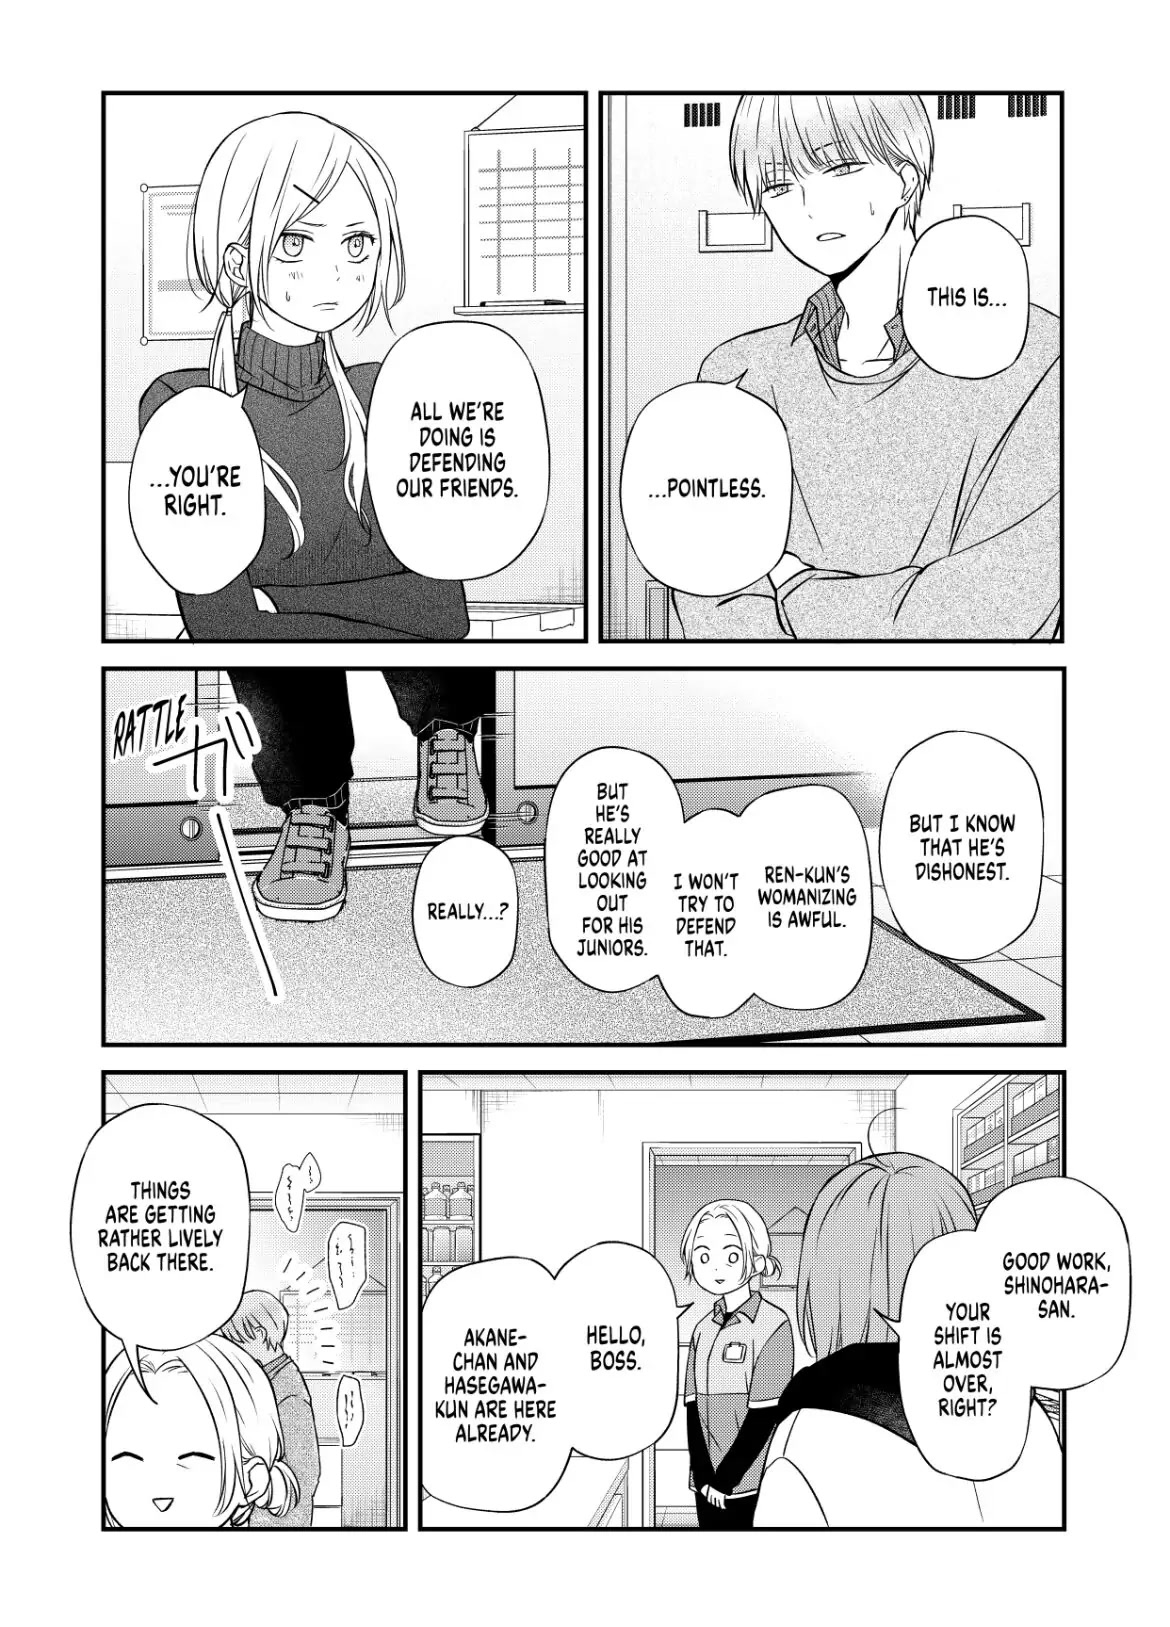 THIS IS...
...POINTLESS.
ALL WE'RE
DOING IS
DEFENDING
OUR FRIENDS.
...YOU'RE
RIGHT.
BUT I KNOW
THAT HE'S
DISHONEST.
REN-KUN'S
WOMANIZING
IS AWFUL.
I WON'T
TRY TO
DEFEND
THAT.
BUT
HE'S
REALLY
GOOD AT
LOOKING
OUT
FOR HIS
JUNIORS.
REALLY...?
RATTLE
ガー
GOOD WORK,
SHINOHARA-
SAN.
YOUR
SHIFT IS
ALMOST
OVER,
RIGHT?
HELLO,
BOSS.
AKANE-
CHAN AND
HASEGAWA-
KUN ARE HERE
ALREADY.
THINGS
ARE GETTING
RATHER LIVELY
BACK THERE.